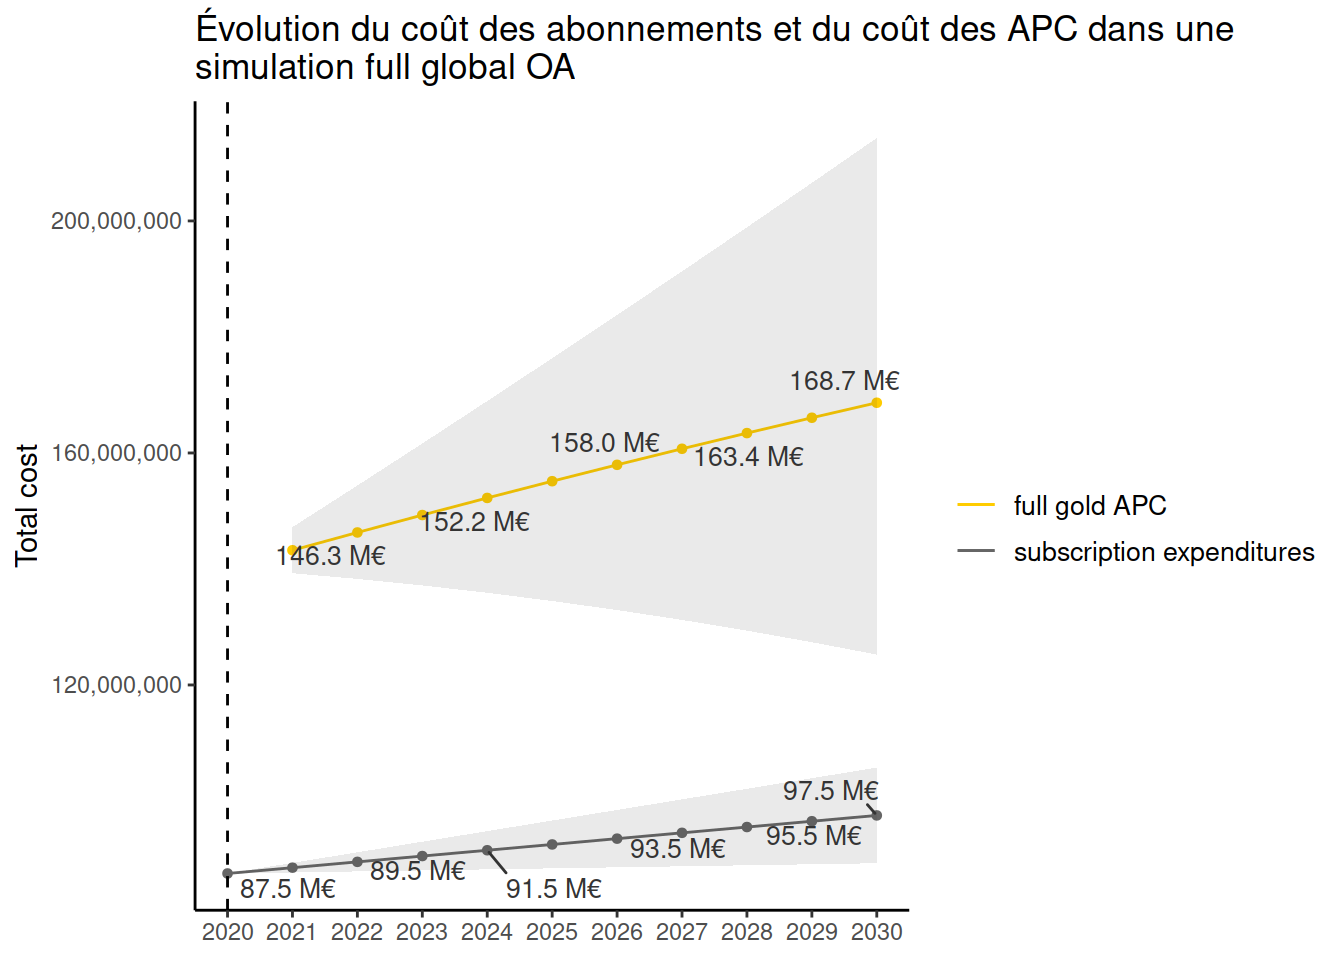 Évolution du coût des abonnements et du coût des APC dans une
simulation full global OA
Total cost
200,000,000
160,000,000
120,000,000
168.7 M€
158.0 M€
163.4 M€
152.2 M€
146.3 M€
97.5 M€
95.5 M€
93.5 M€
89.5 M€
91.5 M€
87.5 M€
2020 2021 2022 2023 2024 2025 2026 2027 2028 2029 2030
full gold APC
subscription expenditures